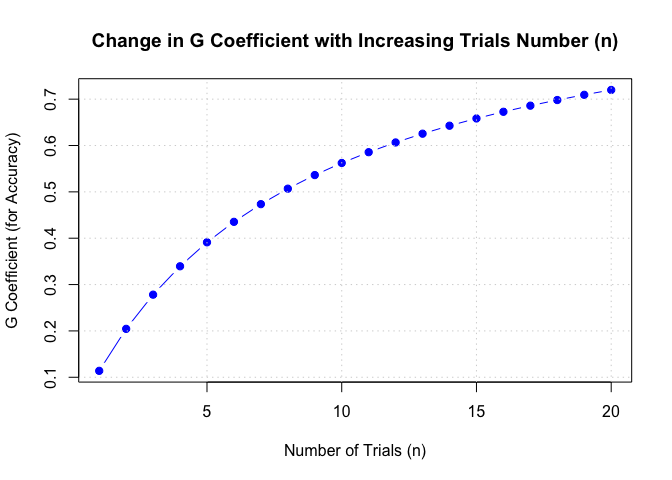 Change in G Coefficient with Increasing Trials Number (n)
G Coefficient (for Accuracy)
0.7
0.6
0.5
0.4
0.3
0.2
0.1
5 10 15 20
Number of Trials (n)